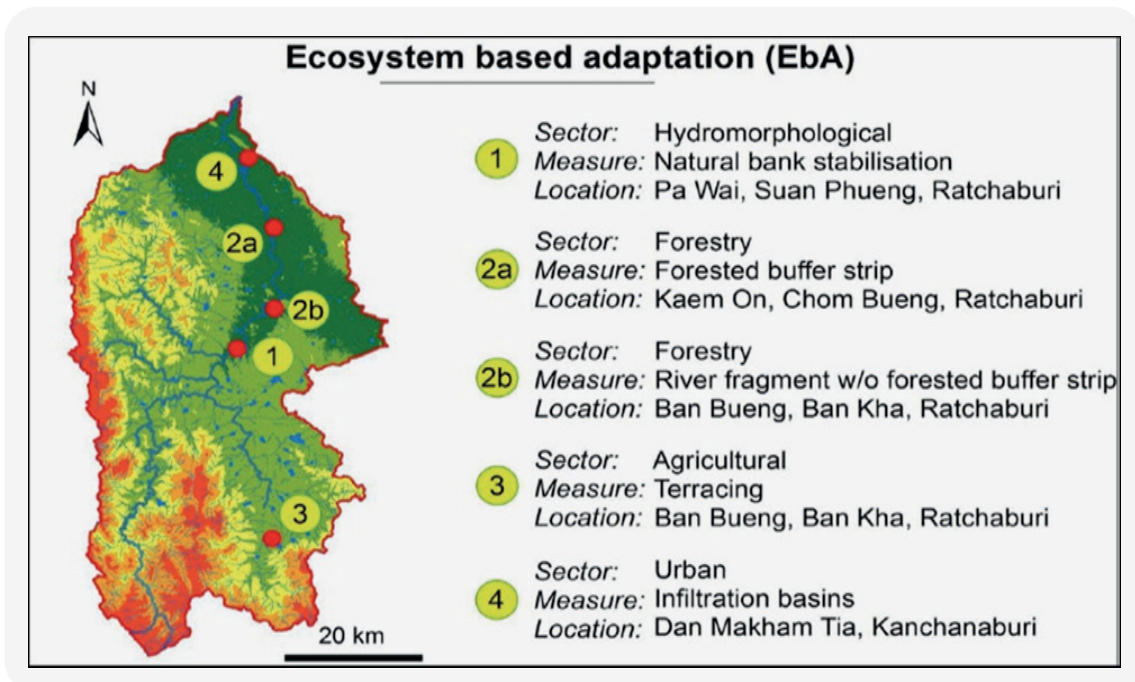 Ecosystem based adaptation (EbA)
N
4
2a
2b
1
3
20 km
1
Sector: Hydromorphological
Measure: Natural bank stabilisation
Location: Pa Wai, Suan Phueng, Ratchaburi
2a
Sector: Forestry
Measure: Forested buffer strip
Location: Kaem On, Chom Bueng, Ratchaburi
2b
Sector: Forestry
Measure: River fragment w/o forested buffer strip
Location: Ban Bueng, Ban Kha, Ratchaburi
3
Sector: Agricultural
Measure: Terracing
Location: Ban Bueng, Ban Kha, Ratchaburi
4
Sector: Urban
Measure: Infiltration basins
Location: Dan Makham Tia, Kanchanaburi